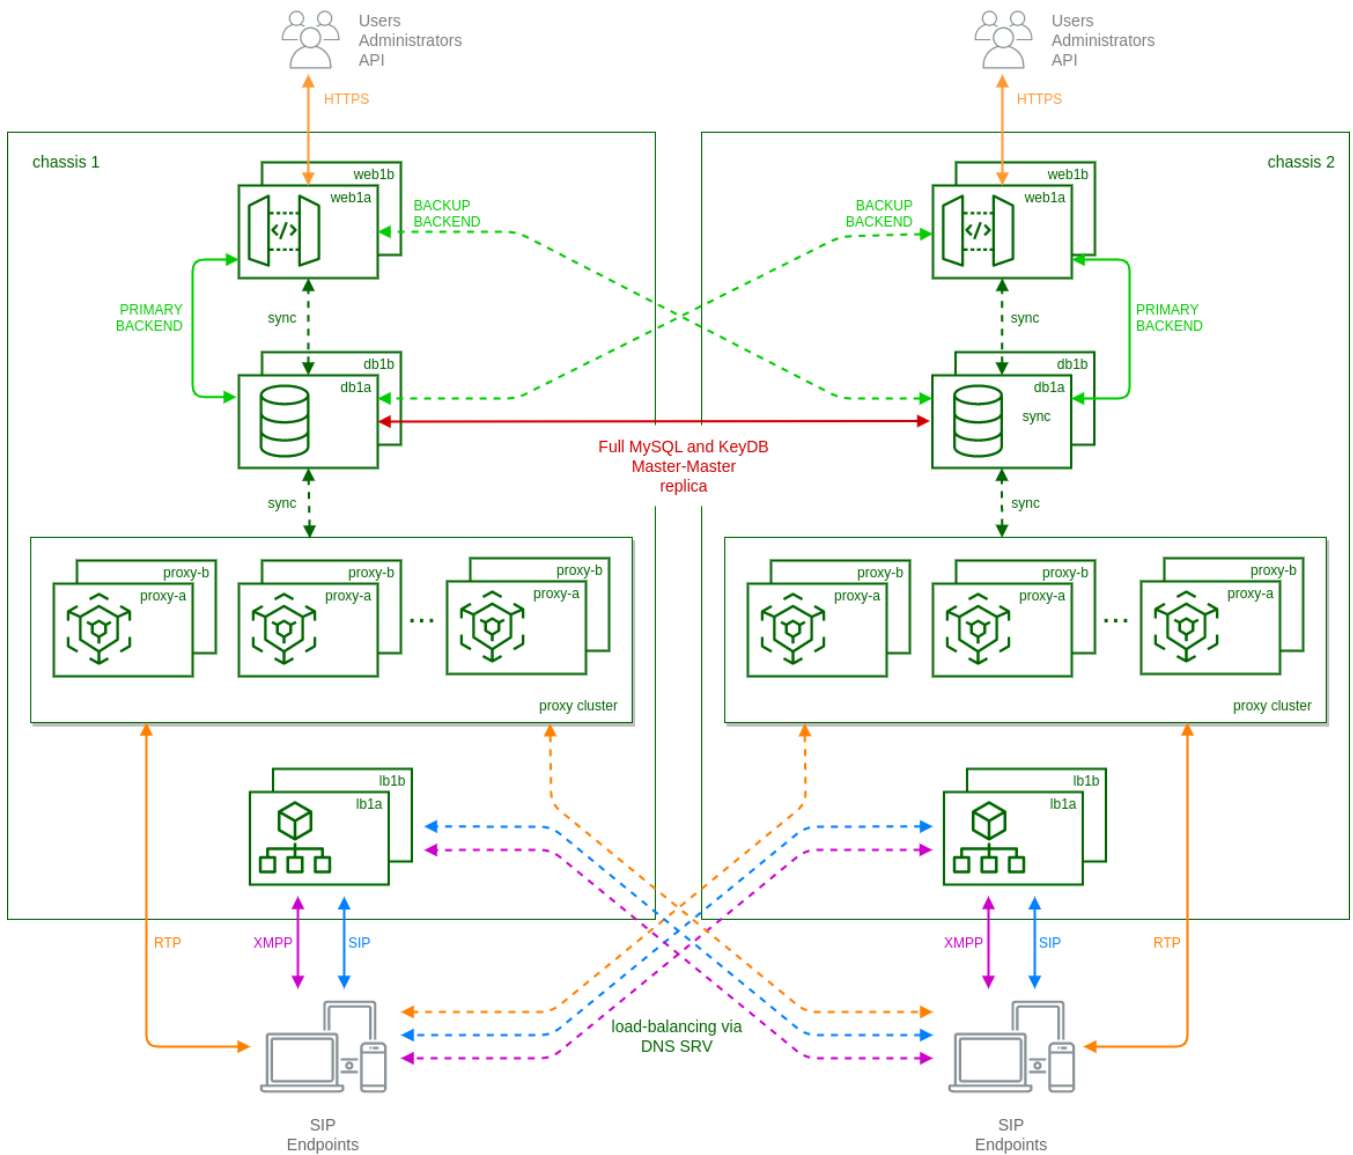 Users
Administrators
API
Users
Administrators
API
HTTPS
HTTPS
chassis 1
chassis 2
web1b
web1a
web1b
web1a
BACKUP
BACKEND
BACKUP
BACKEND
PRIMARY
BACKEND
PRIMARY
BACKEND
sync
sync
db1b
db1a
db1b
db1a
sync
Full MySQL and KeyDB
Master-Master
replica
sync
sync
proxy-b
proxy-a
proxy-b
proxy-a
...
proxy-b
proxy-a
proxy cluster
proxy-b
proxy-a
proxy-b
proxy-a
...
proxy-b
proxy-a
proxy cluster
lb1b
lb1a
lb1b
lb1a
RTP
XMPP
SIP
XMPP
SIP
RTP
load-balancing via
DNS SRV
SIP
Endpoints
SIP
Endpoints